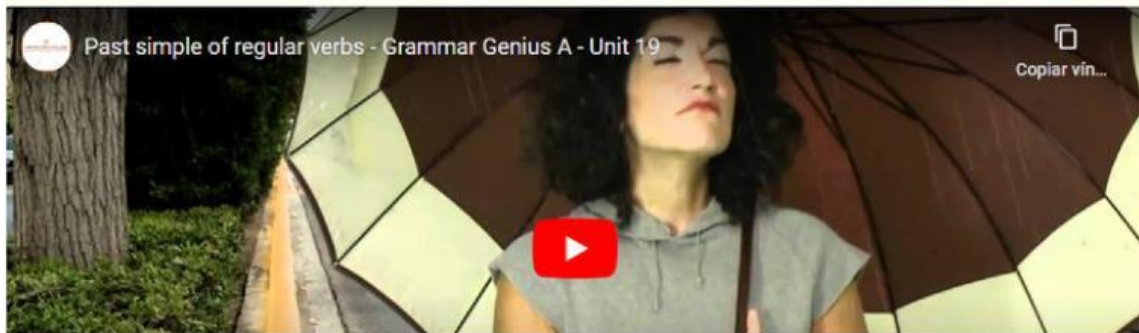 Past simple of regular verbs - Grammar Genius A - Unit 19
Copiar vín...